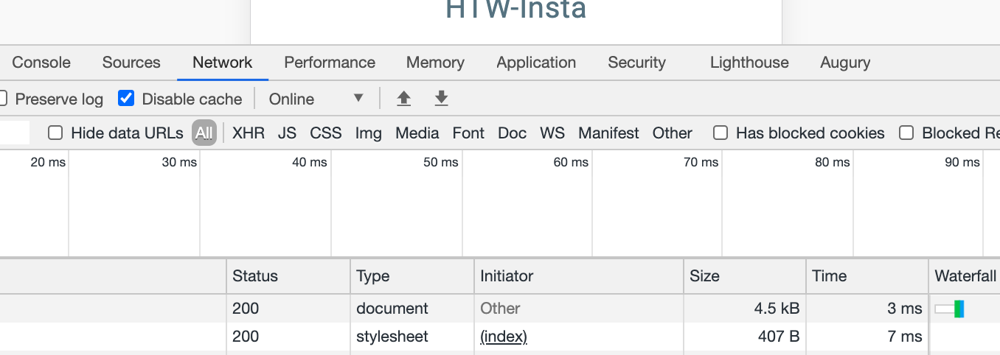 HTW-Insta
Console Sources Network Performance Memory Application Security Lighthouse Augury
Preserve log Disable cache Online
Hide data URLs All XHR JS CSS Img Media Font Doc WS Manifest Other Has blocked cookies Blocked Re
20 ms 30 ms 40 ms 50 ms 60 ms 70 ms 80 ms 90 ms
Status Type Initiator Size Time Waterfall
200 document Other 4.5 kB 3 ms
200 stylesheet (index) 407 B 7 ms